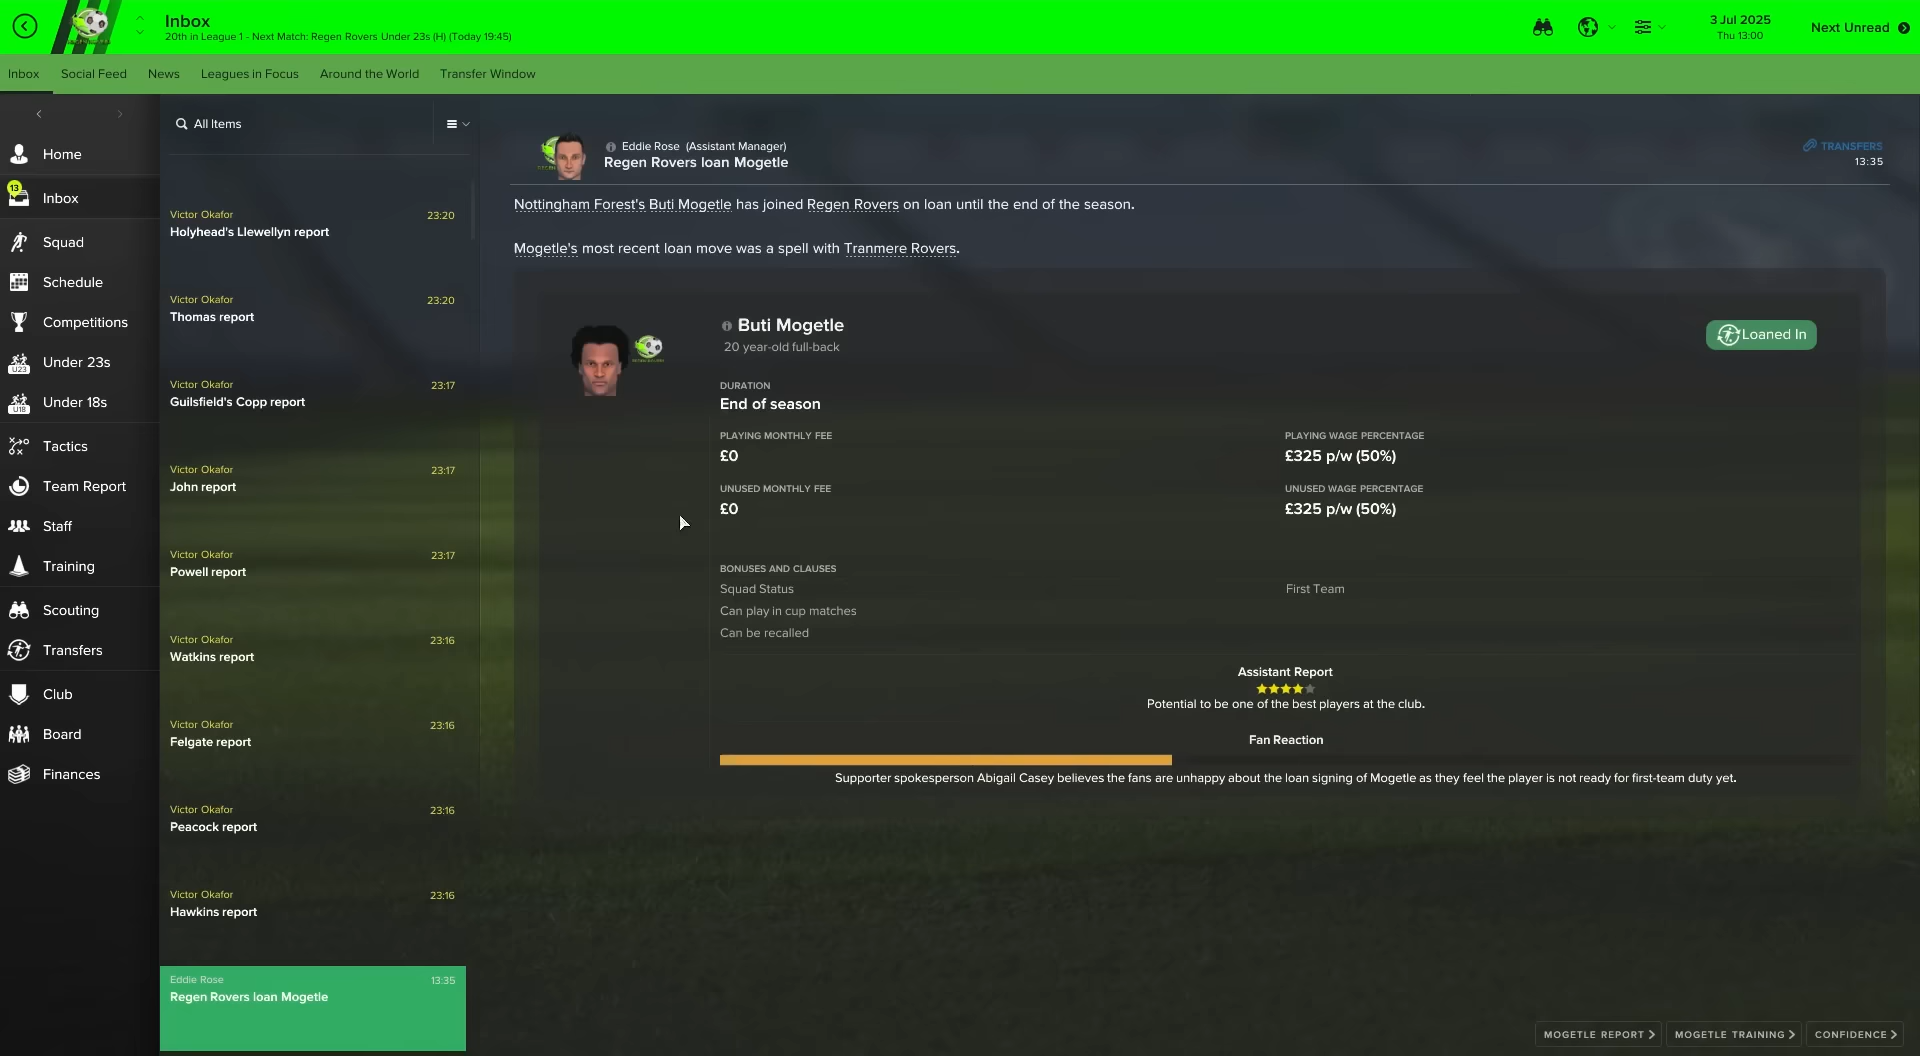 Inbox
20th in League 1 - Next Match: Regen Rovers Under 23s (H) (Today 19:45)
3 Jul 2025
Thu 13:00
Next Unread
Inbox Social Feed News Leagues in Focus Around the World Transfer Window
Home
13
Inbox
Squad
Schedule
Competitions
U23
Under 23s
U18
Under 18s
Tactics
Team Report
Staff
Training
Scouting
Transfers
Club
Board
Finances
All Items
Victor Okafor 23:20
Holyhead's Llewellyn report
Victor Okafor 23:20
Thomas report
Victor Okafor 23:17
Guilsfield's Copp report
Victor Okafor 23:17
John report
Victor Okafor 23:17
Powell report
Victor Okafor 23:16
Watkins report
Victor Okafor 23:16
Felgate report
Victor Okafor 23:16
Peacock report
Victor Okafor 23:16
Hawkins report
Eddie Rose 13:35
Regen Rovers loan Mogetle
Eddie Rose (Assistant Manager)
Regen Rovers loan Mogetle
TRANSFERS
13:35
Nottingham Forest's Buti Mogetle has joined Regen Rovers on loan until the end of the season.
Mogetle's most recent loan move was a spell with Tranmere Rovers.
Buti Mogetle
20 year-old full-back
Loaned In
DURATION
End of season
PLAYING MONTHLY FEE PLAYING WAGE PERCENTAGE
£0 £325 p/w (50%)
UNUSED MONTHLY FEE UNUSED WAGE PERCENTAGE
£0 £325 p/w (50%)
BONUSES AND CLAUSES
Squad Status First Team
Can play in cup matches
Can be recalled
Assistant Report
Potential to be one of the best players at the club.
Fan Reaction
Supporter spokesperson Abigail Casey believes the fans are unhappy about the loan signing of Mogetle as they feel the player is not ready for first-team duty yet.
MOGETLE REPORT MOGETLE TRAINING CONFIDENCE